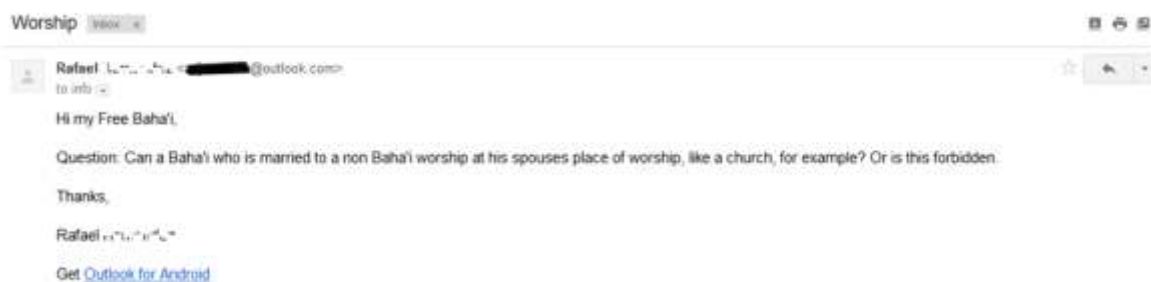 Worship Inbox x
Rafael @outlook.com>
to info
Hi my Free Baha'i,
Question: Can a Baha'i who is married to a non Baha'i worship at his spouses place of worship, like a church, for example? Or is this forbidden.
Thanks,
Rafael
Get Outlook for Android